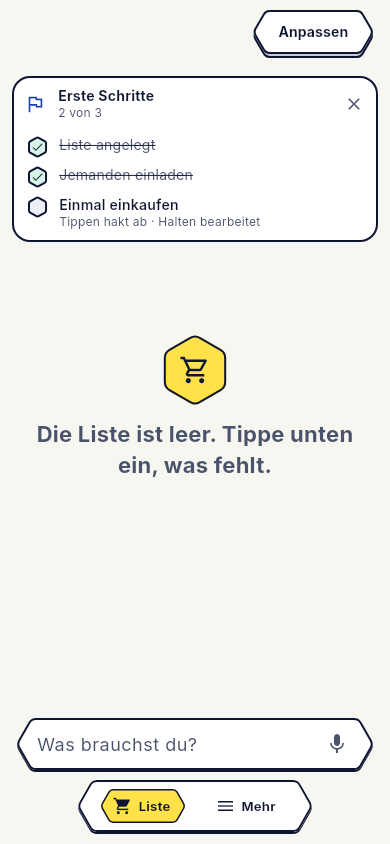 Anpassen
Erste Schritte
2 von 3
Liste angelegt
Jemanden einladen
Einmal einkaufen
Tippen hakt ab · Halten bearbeitet
Die Liste ist leer. Tippe unten
ein, was fehlt.
Was brauchst du?
Liste
Mehr